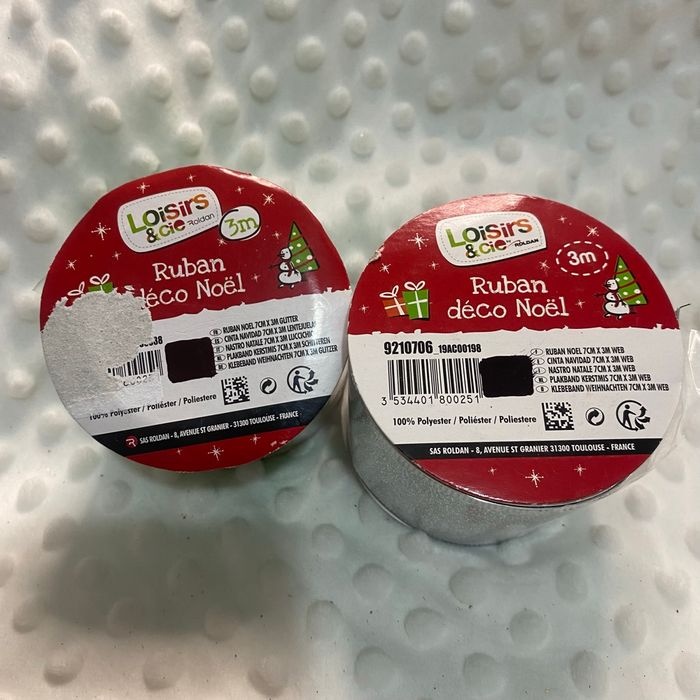 LOISIRS
&CIE Roldan
3m
Ruban
déco Noël
FR RUBAN NOEL 7CM X 3M GLITTER
CINTA NAVIDAD 7CM X 3M LENTEJUELAS
NASTRO NATALE 7CM X 3M LUCCICHIO
PLAKBAND KERSTMIS 7CM X 3M SCHITTEREN
KLEBEBAND WEIHNACHTEN 7CM X 3M GLITZER
100% Polyester / Poliéster / Poliestere
SAS ROLDAN - 8, AVENUE ST GRANIER - 31300 TOULOUSE - FRANCE
LOISIRS
&CIE BY ROLDAN
3m
Ruban
déco Noël
9210706_19AC00198
3 534401 800251
RUBAN NOEL 7CM X 3M WEB
CINTA NAVIDAD 7CM X 3M WEB
NASTRO NATALE 7CM X 3M WEB
PLAKBAND KERSTMIS 7CM X 3M WEB
KLEBEBAND WEIHNACHTEN 7CM X 3M WEB
100% Polyester / Poliéster / Poliestere
SAS ROLDAN - 8, AVENUE ST GRANIER 31300 TOULOUSE - FRANCE